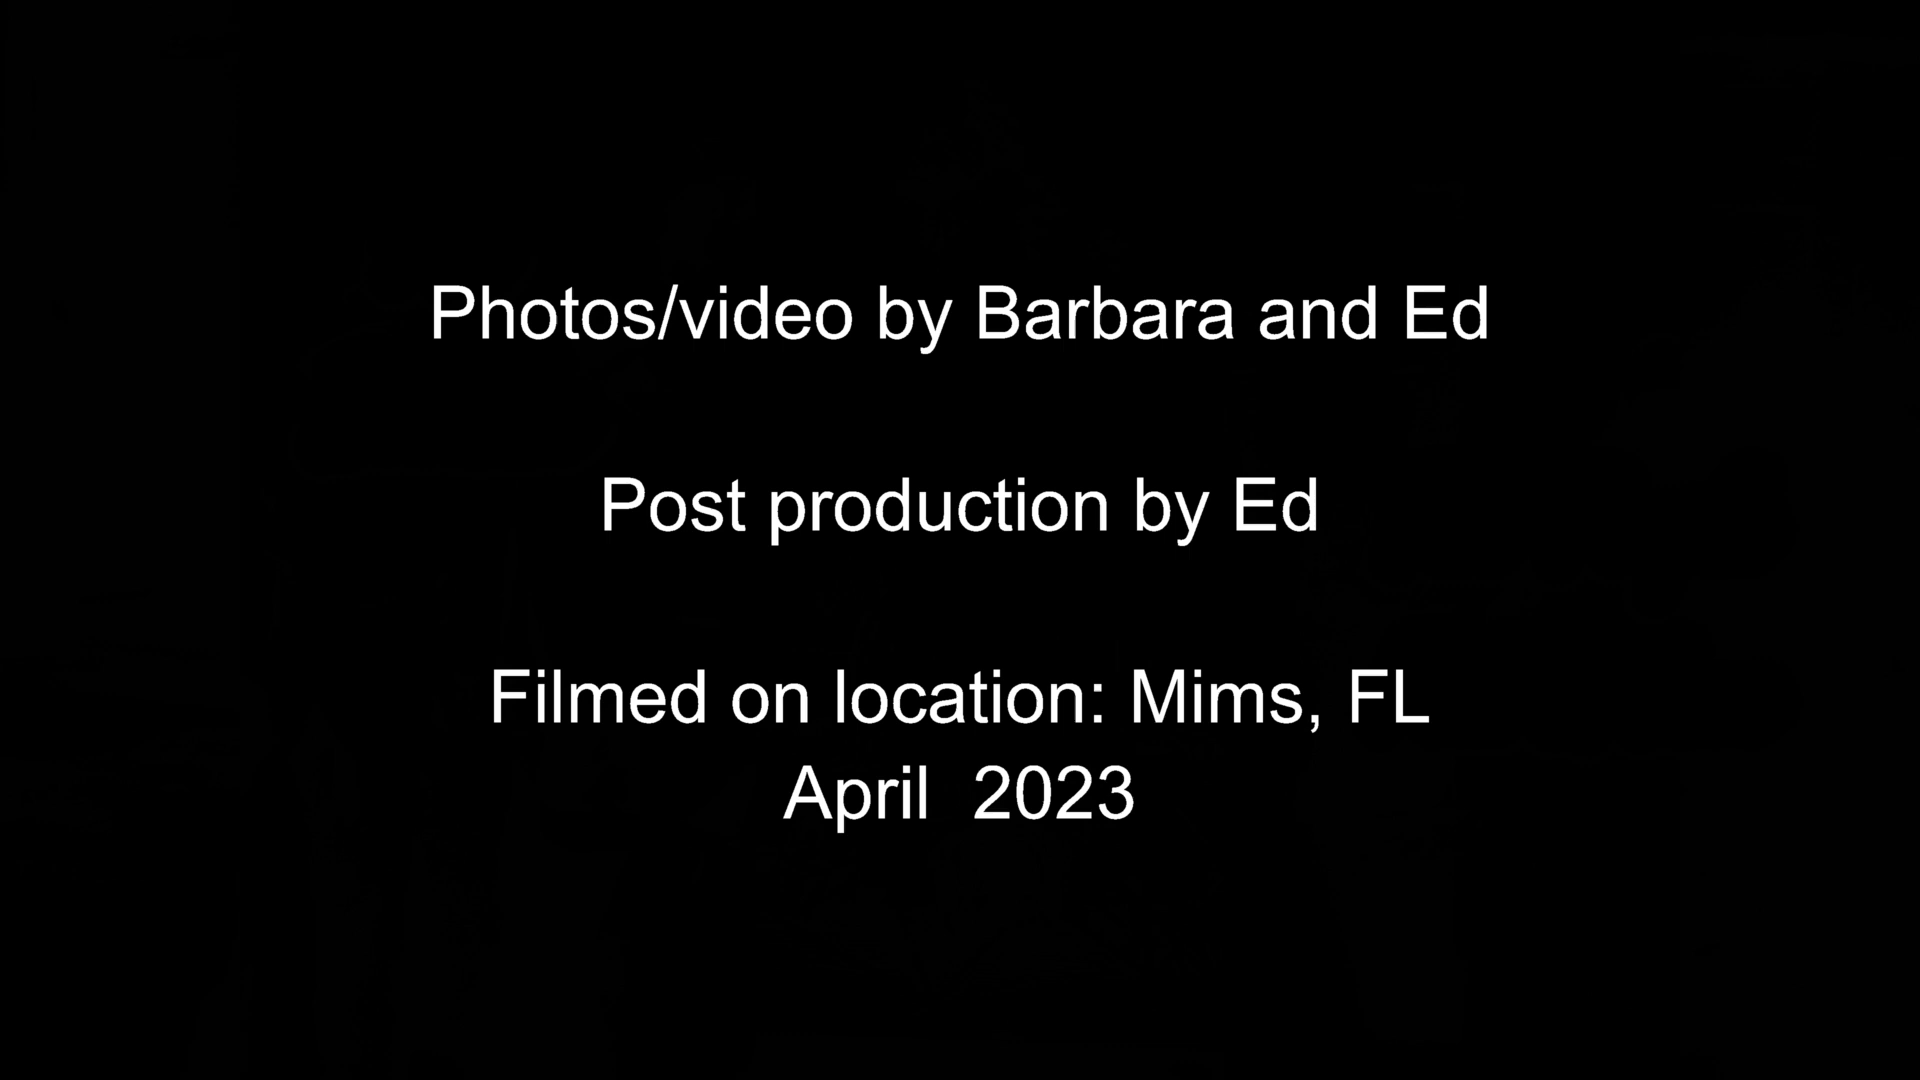 Photos/video by Barbara and Ed
Post production by Ed
Filmed on location: Mims, FL
April  2023